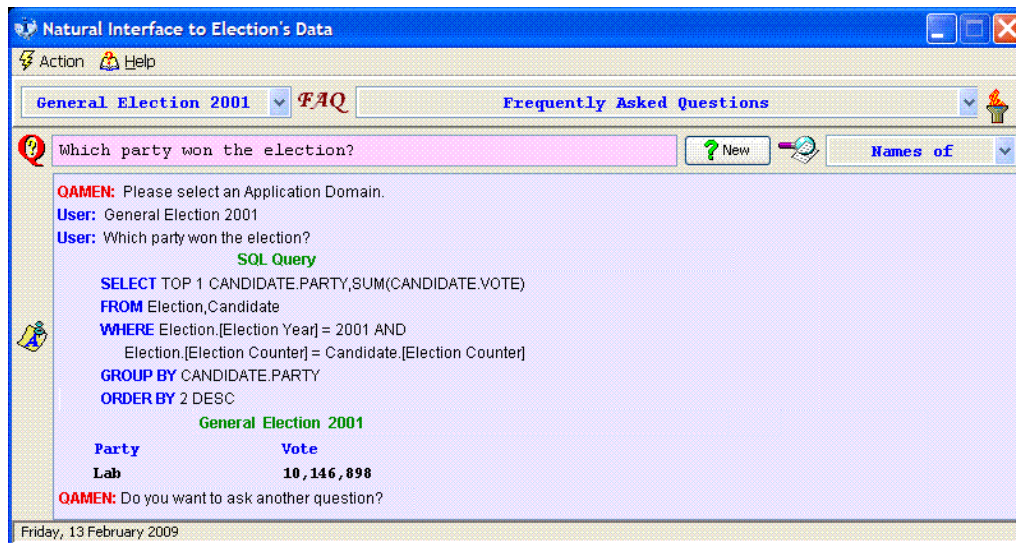 Natural Interface to Election's Data
Action Help
General Election 2001 FAQ Frequently Asked Questions
Which party won the election? ? New Names of
QAMEN: Please select an Application Domain.
User: General Election 2001
User: Which party won the election?
SQL Query
SELECT TOP 1 CANDIDATE.PARTY,SUM(CANDIDATE.VOTE)
FROM Election,Candidate
WHERE Election.[Election Year] = 2001 AND
Election.[Election Counter] = Candidate.[Election Counter]
GROUP BY CANDIDATE.PARTY
ORDER BY 2 DESC
General Election 2001
Party Vote
Lab 10,146,898
QAMEN: Do you want to ask another question?
Friday, 13 February 2009